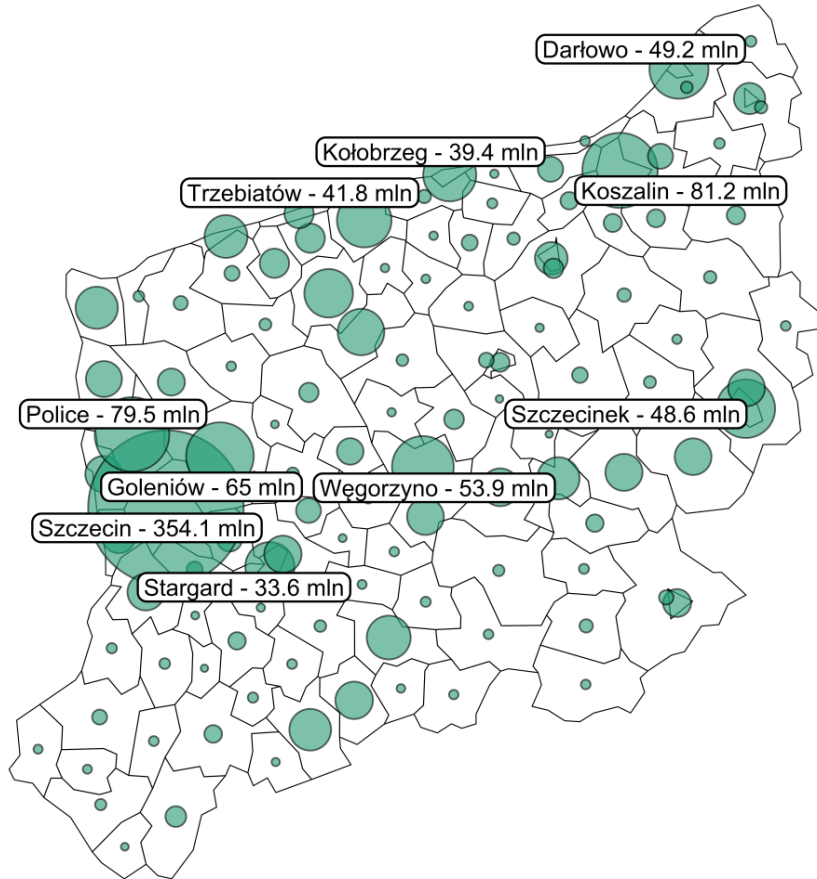 Darłowo - 49.2 mln
Kołobrzeg - 39.4 mln
Trzebiatów - 41.8 mln
Koszalin - 81.2 mln
Police - 79.5 mln
Szczecinek - 48.6 mln
Goleniów - 65 mln
Węgorzyno - 53.9 mln
Szczecin - 354.1 mln
Stargard - 33.6 mln